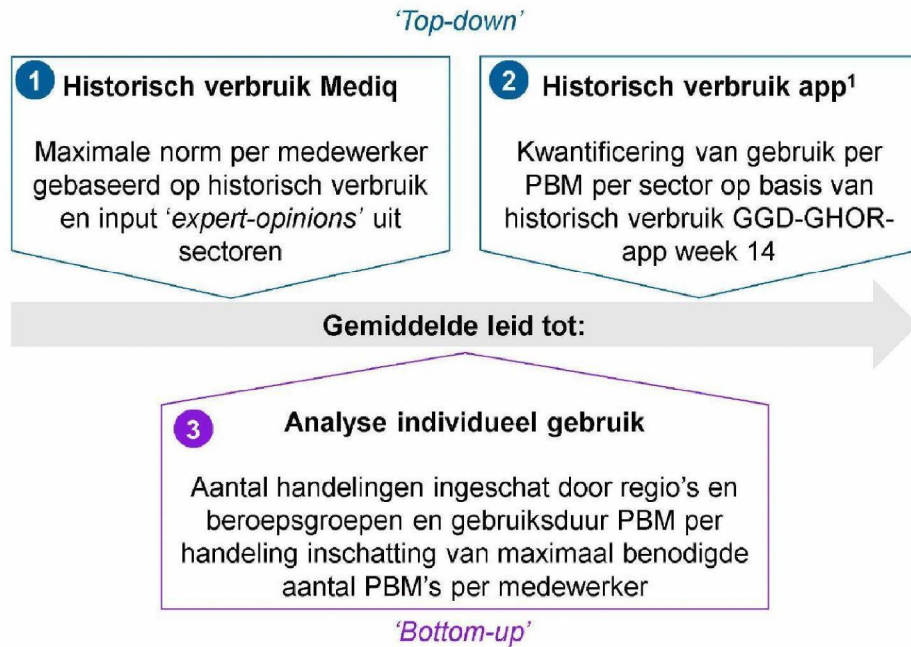 ‘Top-down’
1 Historisch verbruik Mediq
Maximale norm per medewerker
gebaseerd op historisch verbruik
en input ‘expert-opinions’ uit
sectoren
2 Historisch verbruik app¹
Kwantificering van gebruik per
PBM per sector op basis van
historisch verbruik GGD-GHOR-
app week 14
Gemiddelde leid tot:
3 Analyse individueel gebruik
Aantal handelingen ingeschat door regio’s en
beroepsgroepen en gebruiksduur PBM per
handeling inschatting van maximaal benodigde
aantal PBM’s per medewerker
‘Bottom-up’